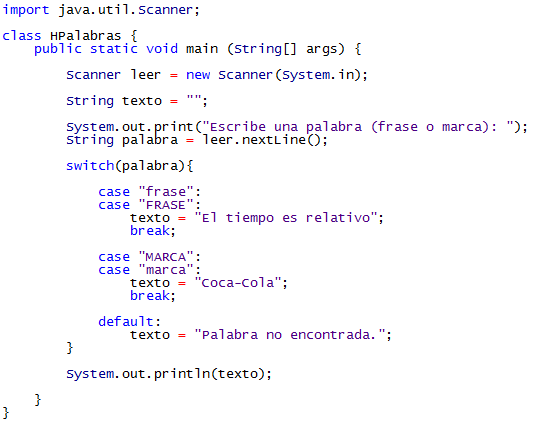 import java.util.Scanner;
class HPalabras {
public static void main (String[] args) {
Scanner leer = new Scanner(System.in);
String texto = "";
System.out.print("Escribe una palabra (frase o marca): ");
String palabra = leer.nextLine();
switch(palabra){
case "frase":
case "FRASE":
texto = "El tiempo es relativo";
break;
case "MARCA":
case "marca":
texto = "Coca-Cola";
break;
default:
texto = "Palabra no encontrada.";
}
System.out.println(texto);
}
}